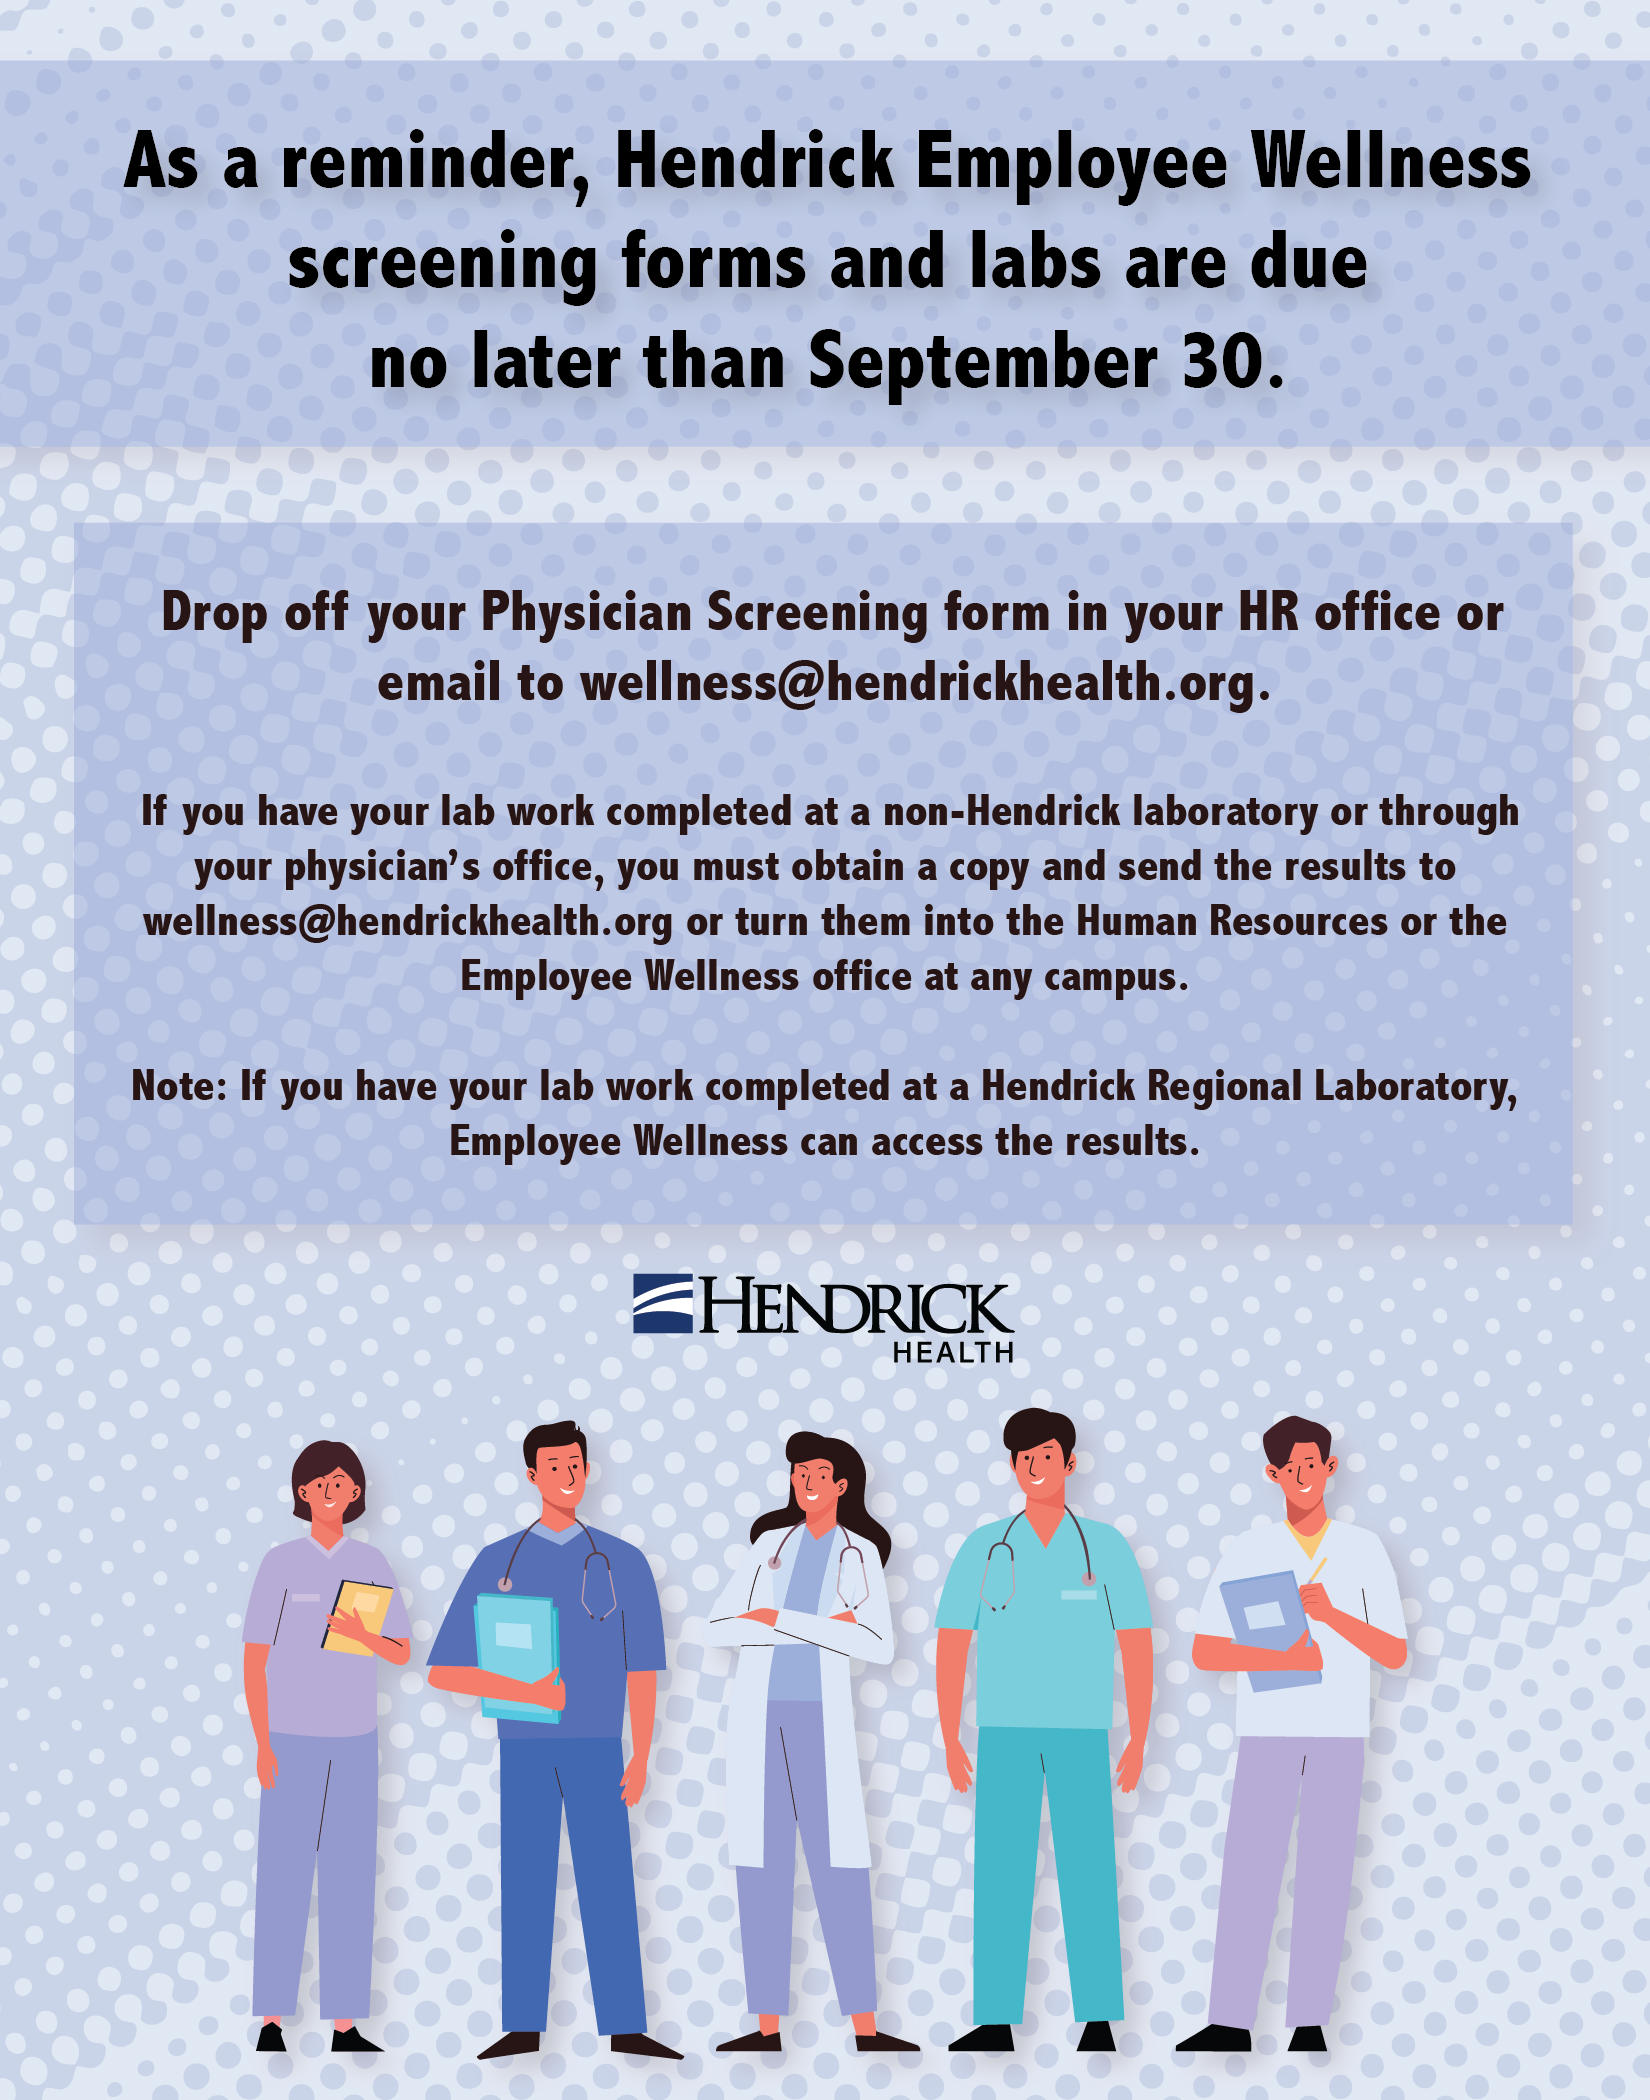 As a reminder, Hendrick Employee Wellness
screening forms and labs are due
no later than September 30.
Drop off your Physician Screening form in your HR office or
email to wellness@hendrickhealth.org.
If you have your lab work completed at a non-Hendrick laboratory or through
your physician’s office, you must obtain a copy and send the results to
wellness@hendrickhealth.org or turn them into the Human Resources or the
Employee Wellness office at any campus.
Note: If you have your lab work completed at a Hendrick Regional Laboratory,
Employee Wellness can access the results.
HENDRICK
HEALTH